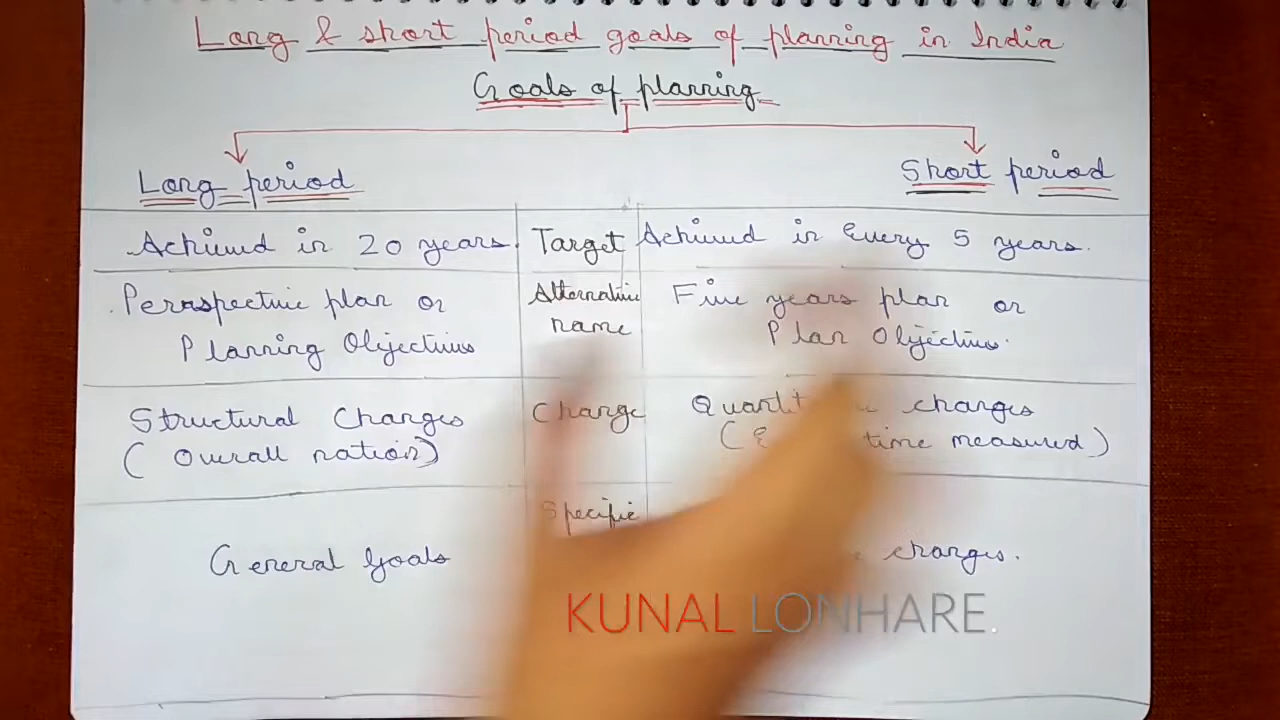 Long & short period goals of planning in India
Goals of planning
Long period
Short period
Achieved in 20 years.
Target
Achieved in Every 5 years.
Perespective plan or
Planning Objectives
Alternative
name
Five years plan or
Plan Objectives.
Structural Changes
(Overall nation)
Change
changes
time measured)
General goals
Specific
changes.
KUNAL LONHARE.